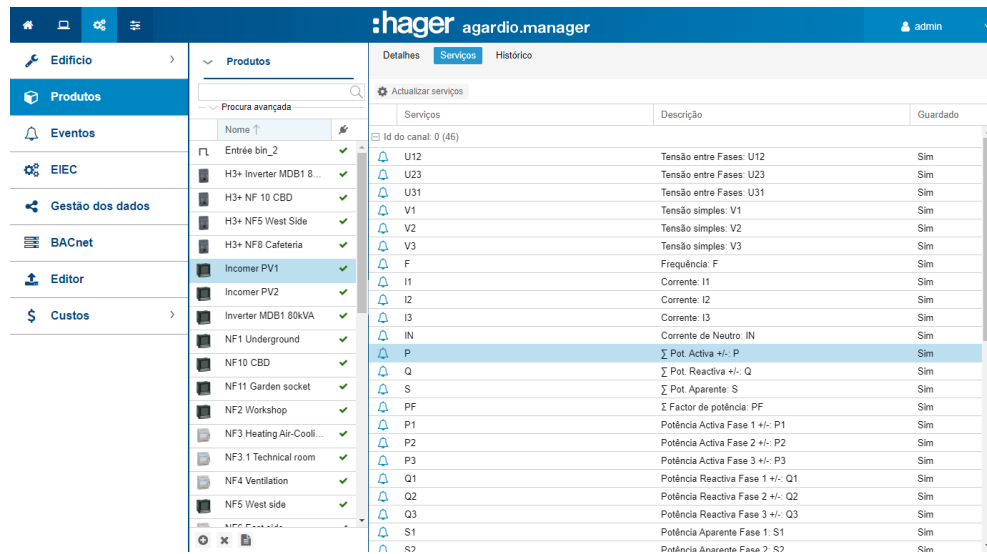 :hager agardio.manager
admin
Edifício
Produtos
Eventos
EIEC
Gestão dos dados
BACnet
Editor
Custos
Produtos
Procura avançada
Nome
Entrée bin_2
H3+ Inverter MDB1 8...
H3+ NF 10 CBD
H3+ NF5 West Side
H3+ NF8 Cafeteria
Incomer PV1
Incomer PV2
Inverter MDB1 80kVA
NF1 Underground
NF10 CBD
NF11 Garden socket
NF2 Workshop
NF3 Heating Air-Cooli...
NF3.1 Technical room
NF4 Ventilation
NF5 West side
NF6 East side
Detalhes Serviços Histórico
Actualizar serviços
Serviços Descrição Guardado
Id do canal: 0 (46)
U12 Tensão entre Fases: U12 Sim
U23 Tensão entre Fases: U23 Sim
U31 Tensão entre Fases: U31 Sim
V1 Tensão simples: V1 Sim
V2 Tensão simples: V2 Sim
V3 Tensão simples: V3 Sim
F Frequência: F Sim
I1 Corrente: I1 Sim
I2 Corrente: I2 Sim
I3 Corrente: I3 Sim
IN Corrente de Neutro: IN Sim
P ∑ Pot. Activa +/-: P Sim
Q ∑ Pot. Reactiva +/-: Q Sim
S ∑ Pot. Aparente: S Sim
PF Σ Factor de potência: PF Sim
P1 Potência Activa Fase 1 +/-: P1 Sim
P2 Potência Activa Fase 2 +/-: P2 Sim
P3 Potência Activa Fase 3 +/-: P3 Sim
Q1 Potência Reactiva Fase 1 +/-: Q1 Sim
Q2 Potência Reactiva Fase 2 +/-: Q2 Sim
Q3 Potência Reactiva Fase 3 +/-: Q3 Sim
S1 Potência Aparente Fase 1: S1 Sim
S2 Potência Aparente Fase 2: S2 Sim